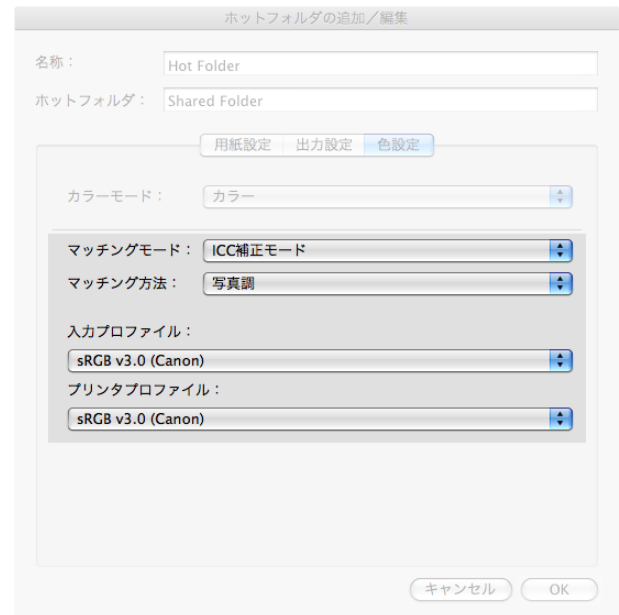 ホットフォルダの追加／編集
名称：
Hot Folder
ホットフォルダ：
Shared Folder
用紙設定 出力設定 色設定
カラーモード：
カラー
マッチングモード：
ICC補正モード
マッチング方法：
写真調
入力プロファイル：
sRGB v3.0 (Canon)
プリンタプロファイル：
sRGB v3.0 (Canon)
キャンセル OK